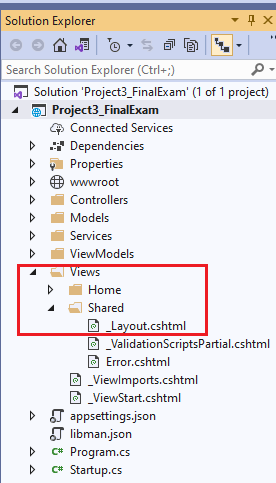 Solution Explorer
Search Solution Explorer (Ctrl+;)
Solution 'Project3_FinalExam' (1 of 1 project)
Project3_FinalExam
Connected Services
Dependencies
Properties
wwwroot
Controllers
Models
Services
ViewModels
Views
Home
Shared
_Layout.cshtml
_ValidationScriptsPartial.cshtml
Error.cshtml
_ViewImports.cshtml
_ViewStart.cshtml
appsettings.json
libman.json
C# Program.cs
C# Startup.cs